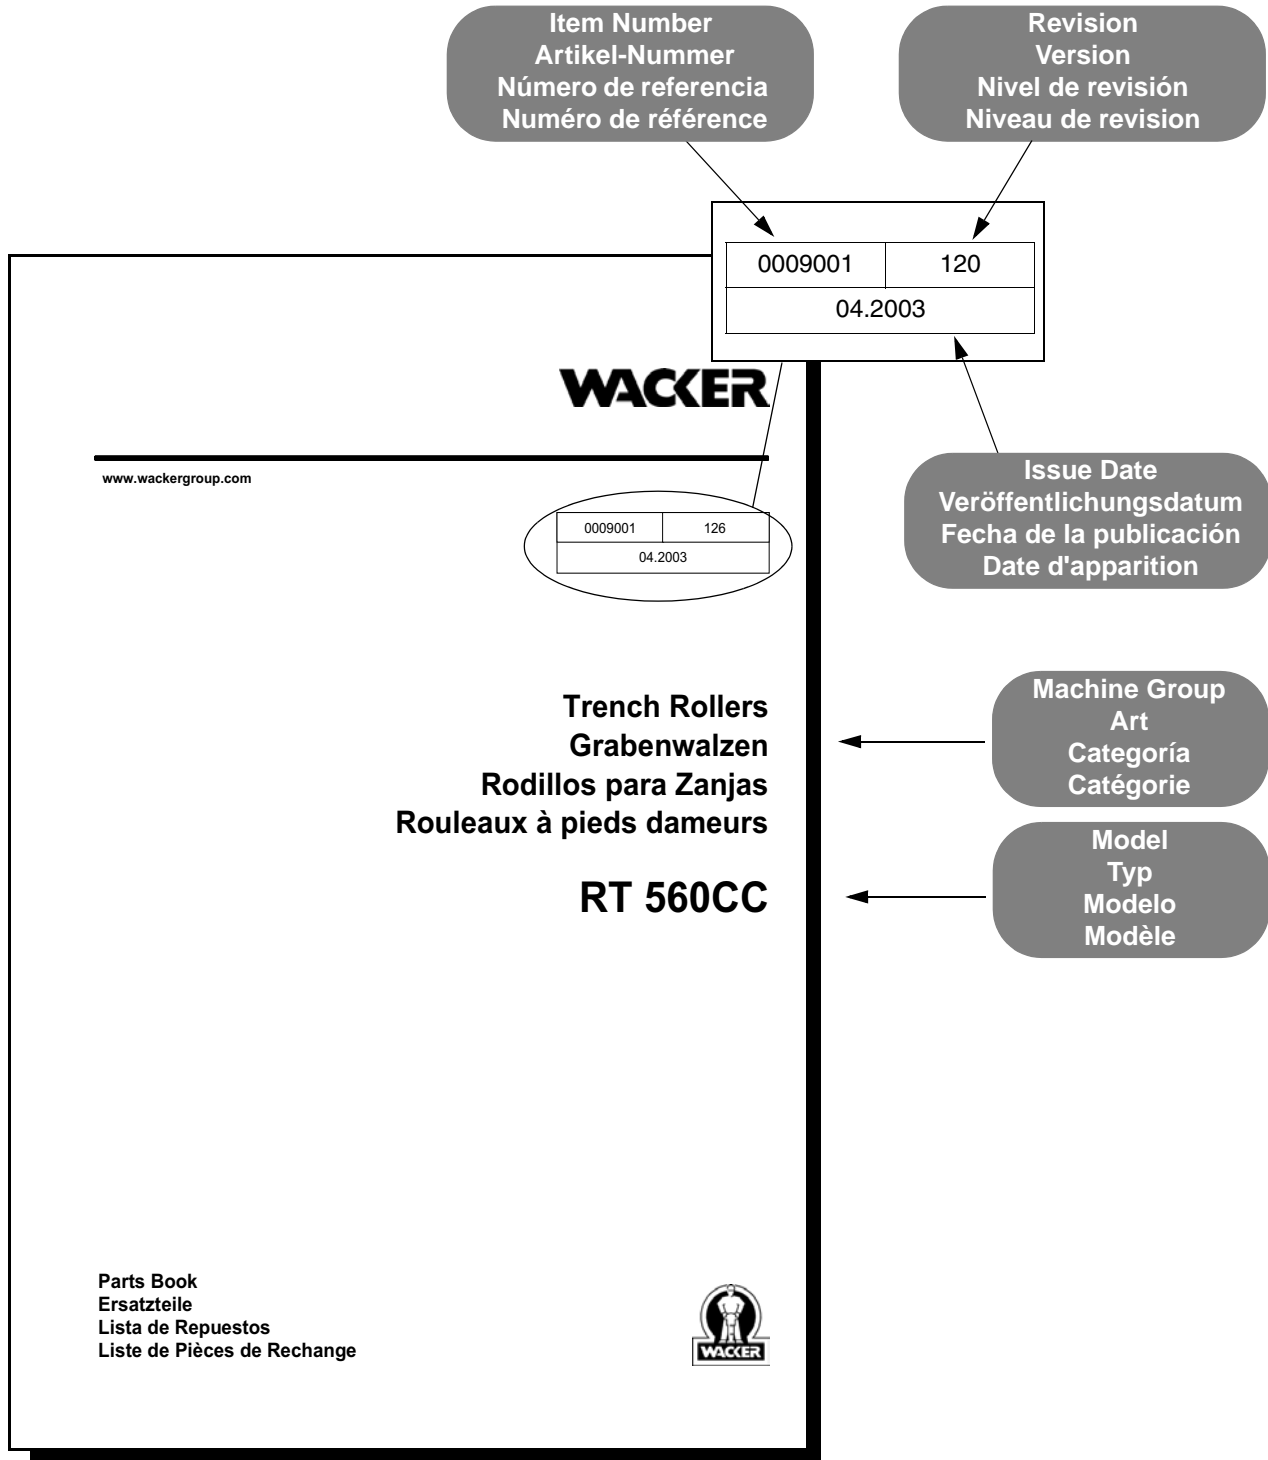 Item Number
Artikel-Nummer
Número de referencia
Numéro de référence
Revision
Version
Nivel de revisión
Niveau de revision
0009001 120
04.2003
WACKER
www.wackergroup.com
0009001 126
04.2003
Issue Date
Veröffentlichungsdatum
Fecha de la publicación
Date d'apparition
Trench Rollers
Grabenwalzen
Rodillos para Zanjas
Rouleaux à pieds dameurs
Machine Group
Art
Categoría
Catégorie
RT 560CC
Model
Typ
Modelo
Modèle
Parts Book
Ersatzteile
Lista de Repuestos
Liste de Pièces de Rechange
WACKER